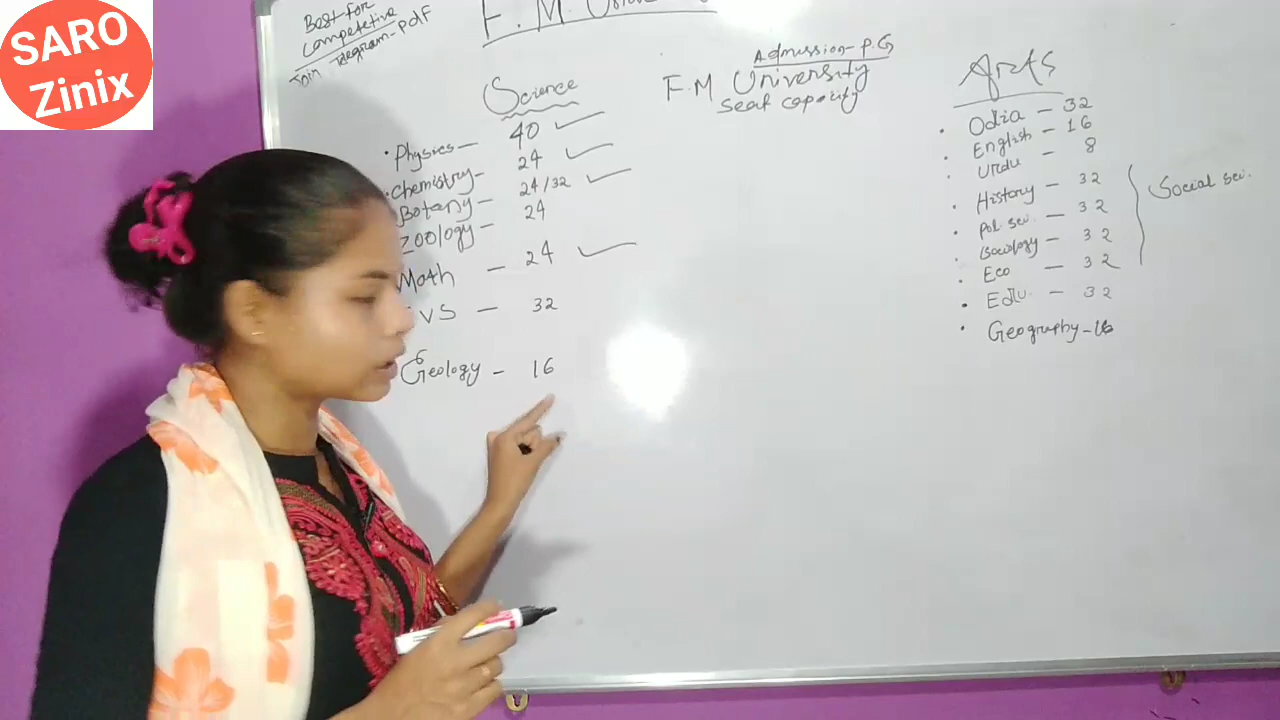 SARO
Zinix
Best for
Competetive
Join Telegram-pdf
F.M. Univer
Admission-P.G
F.M University
Seat capacity
Science
• Physics — 40
• Chemistry — 24
Botany — 24/32
Zoology — 24
Math — 24
EVS — 32
Geology — 16
Arts
• Odia — 32
• English — 16
• Urdu — 8
• History — 32
• pol. sci. — 32
• Sociology — 32
• Eco — 32
• Edu. — 32
• Geography — 16
Social sci.